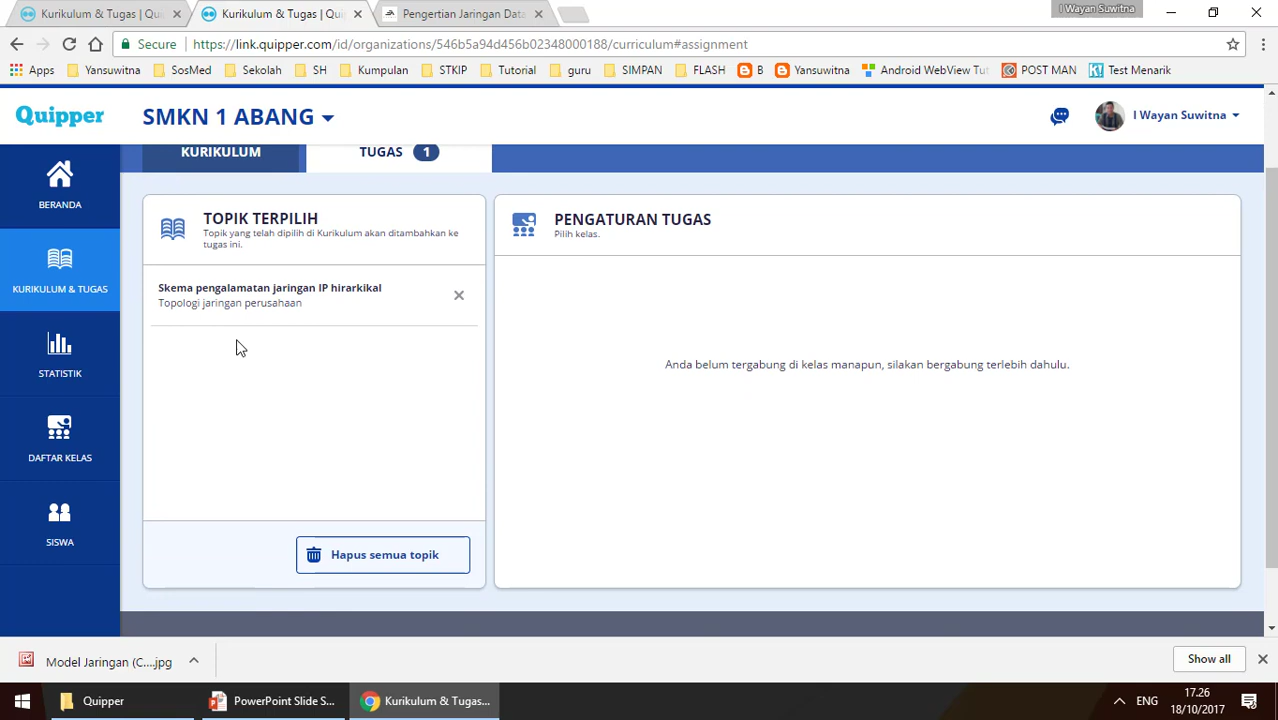 Kurikulum & Tugas | Qu
Kurikulum & Tugas | Qui
Pengertian Jaringan Data
I Wayan Suwitna
Secure
https://link.quipper.com/id/organizations/546b5a94d456b02348000188/curriculum#assignment
Apps
Yansuwitna
SosMed
Sekolah
SH
Kumpulan
STKIP
Tutorial
guru
SIMPAN
FLASH
B
Yansuwitna
Android WebView Tut
POST MAN
Test Menarik
Quipper
SMKN 1 ABANG
I Wayan Suwitna
KURIKULUM
TUGAS 1
BERANDA
KURIKULUM & TUGAS
STATISTIK
DAFTAR KELAS
SISWA
TOPIK TERPILIH
Topik yang telah dipilih di Kurikulum akan ditambahkan ke
tugas ini.
Skema pengalamatan jaringan IP hirarkikal
Topologi jaringan perusahaan
Hapus semua topik
PENGATURAN TUGAS
Pilih kelas.
Anda belum tergabung di kelas manapun, silakan bergabung terlebih dahulu.
Model Jaringan (C....jpg
Show all
Quipper
PowerPoint Slide S...
Kurikulum & Tugas...
ENG
17.26
18/10/2017